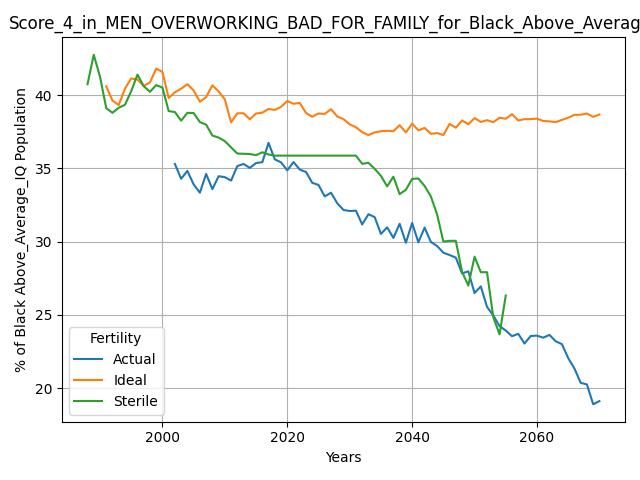 Score_4_in_MEN_OVERWORKING_BAD_FOR_FAMILY_for_Black_Above_Averag
% of Black Above_Average_IQ Population
40
35
30
25
20
Fertility
Actual
Ideal
Sterile
2000
2020
2040
2060
Years